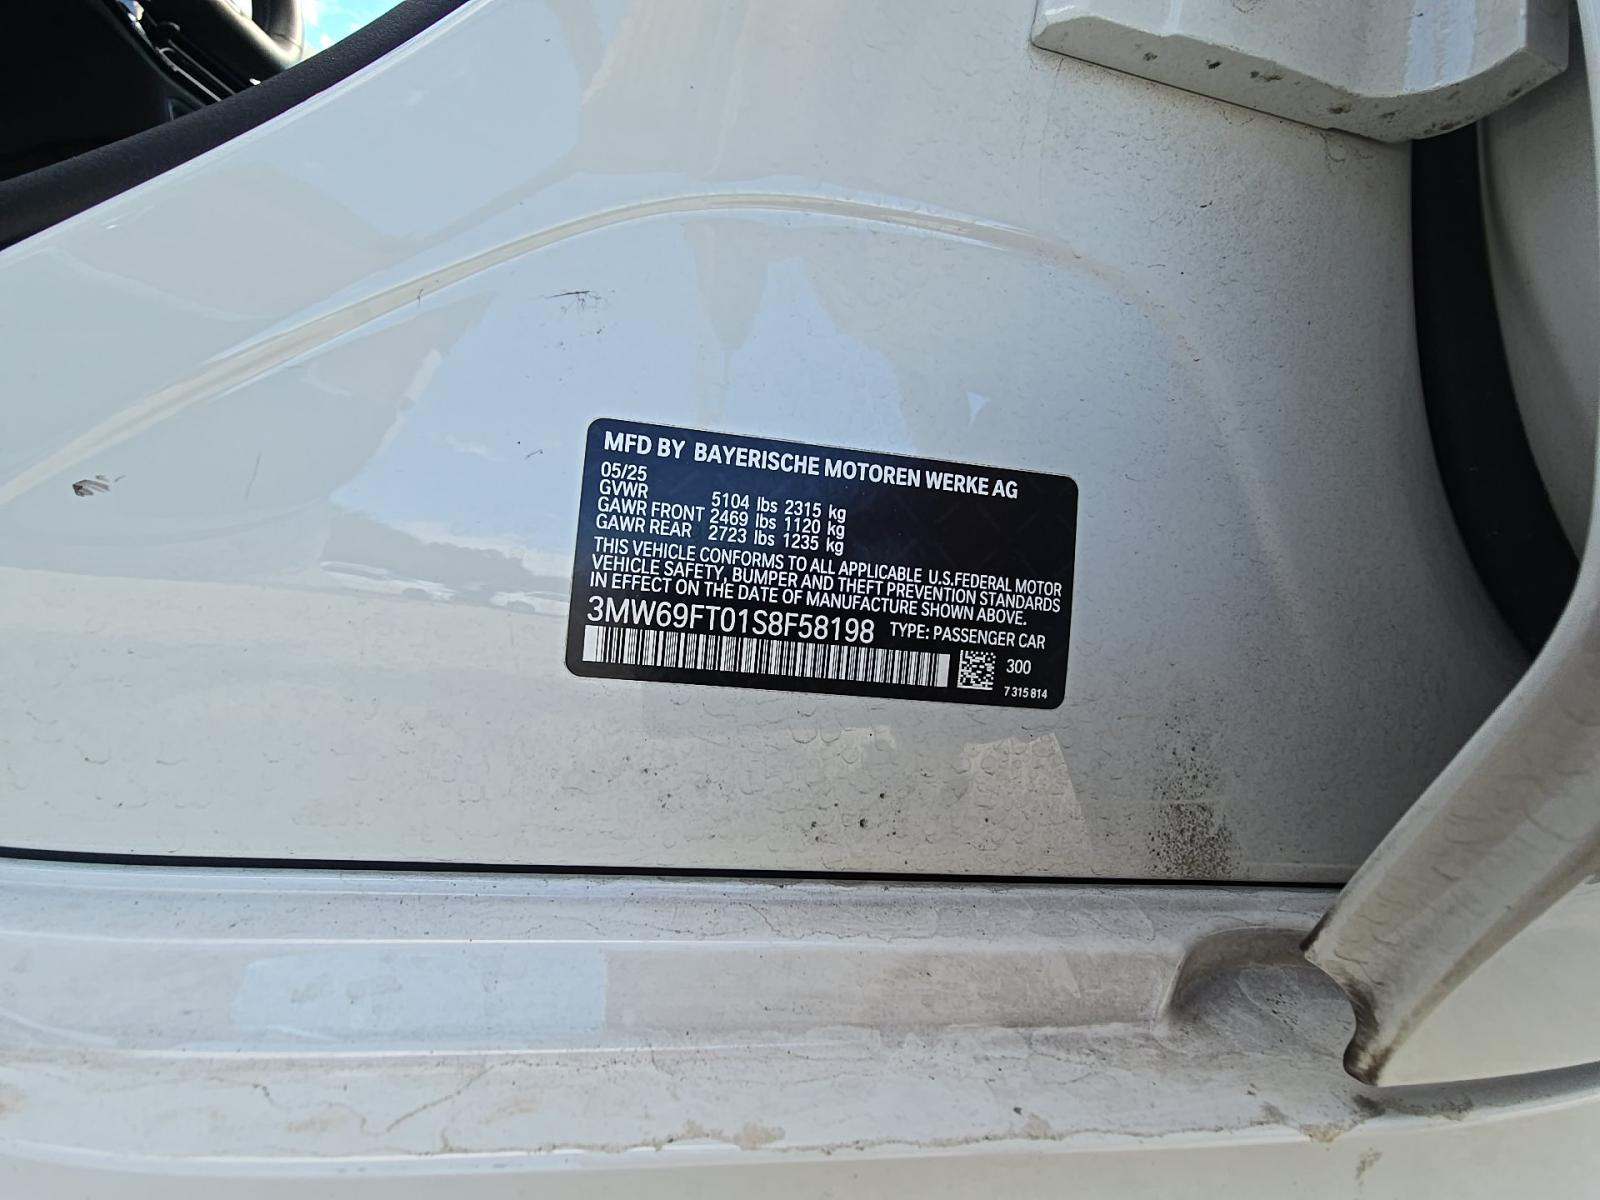 MFD BY BAYERISCHE MOTOREN WERKE AG
05/25
GVWR 5104 lbs 2315 kg
GAWR FRONT 2469 lbs 1120 kg
GAWR REAR 2723 lbs 1235 kg
THIS VEHICLE CONFORMS TO ALL APPLICABLE U.S.FEDERAL MOTOR
VEHICLE SAFETY, BUMPER AND THEFT PREVENTION STANDARDS
IN EFFECT ON THE DATE OF MANUFACTURE SHOWN ABOVE.
3MW69FT01S8F58198 TYPE: PASSENGER CAR
300
7 315 814